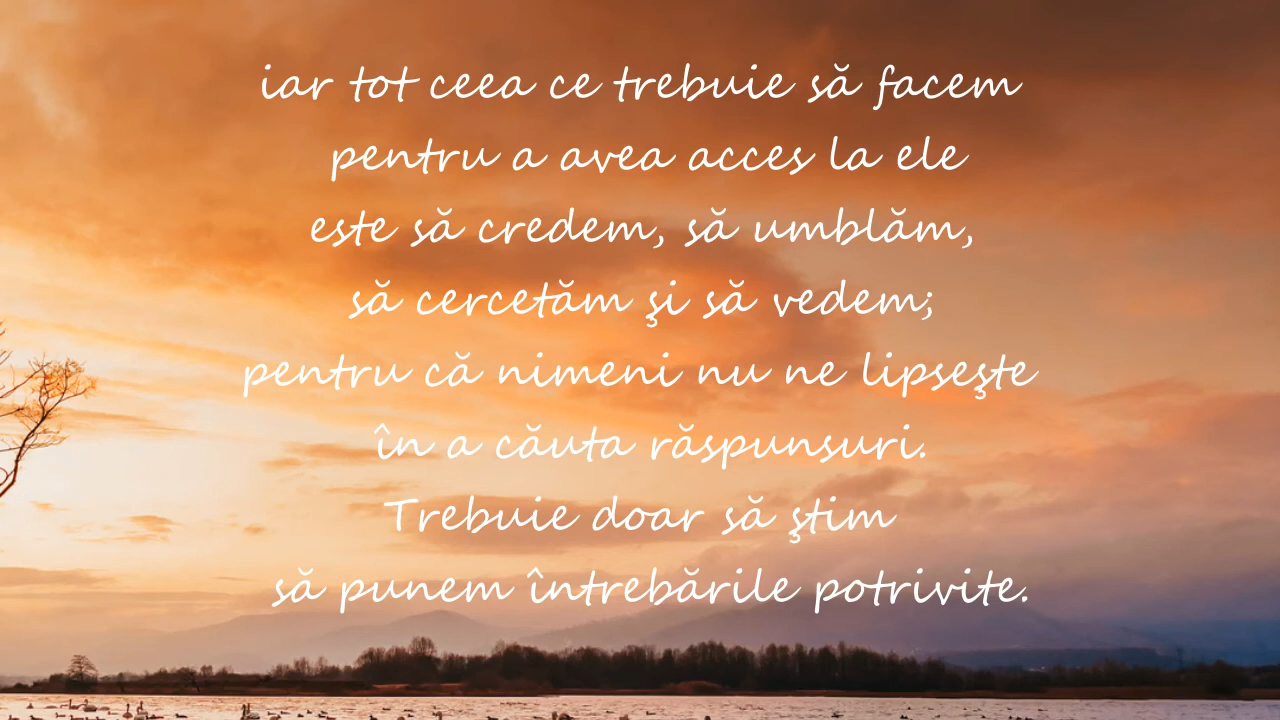 iar tot ceea ce trebuie să facem
pentru a avea acces la ele
este să credem, să umblăm,
să cercetăm şi să vedem;
pentru că nimeni nu ne lipseşte
în a căuta răspunsuri.
Trebuie doar să ştim
să punem întrebările potrivite.